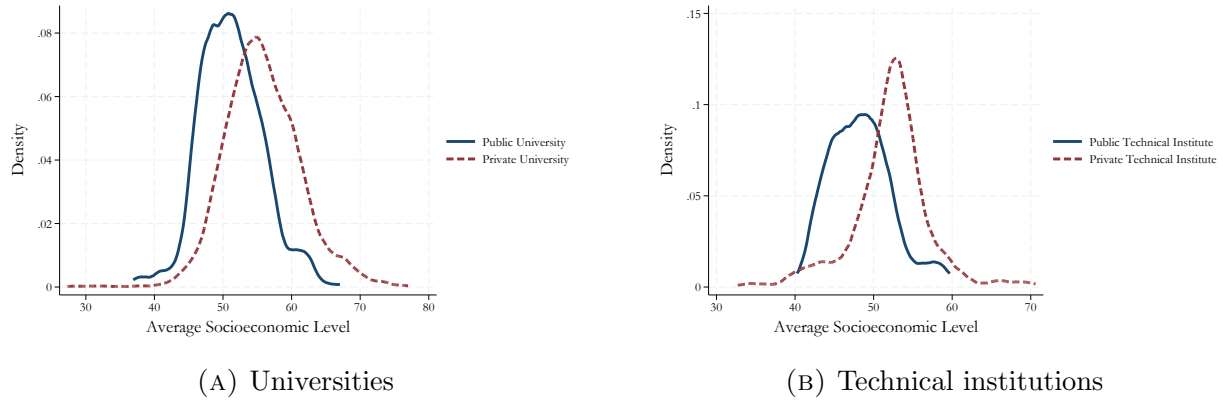 .08
.06
.04
.02
0
Density
30 40 50 60 70 80
Average Socioeconomic Level
Public University
Private University
(A) Universities
.15
.1
.05
0
Density
30 40 50 60 70
Average Socioeconomic Level
Public Technical Institute
Private Technical Institute
(B) Technical institutions